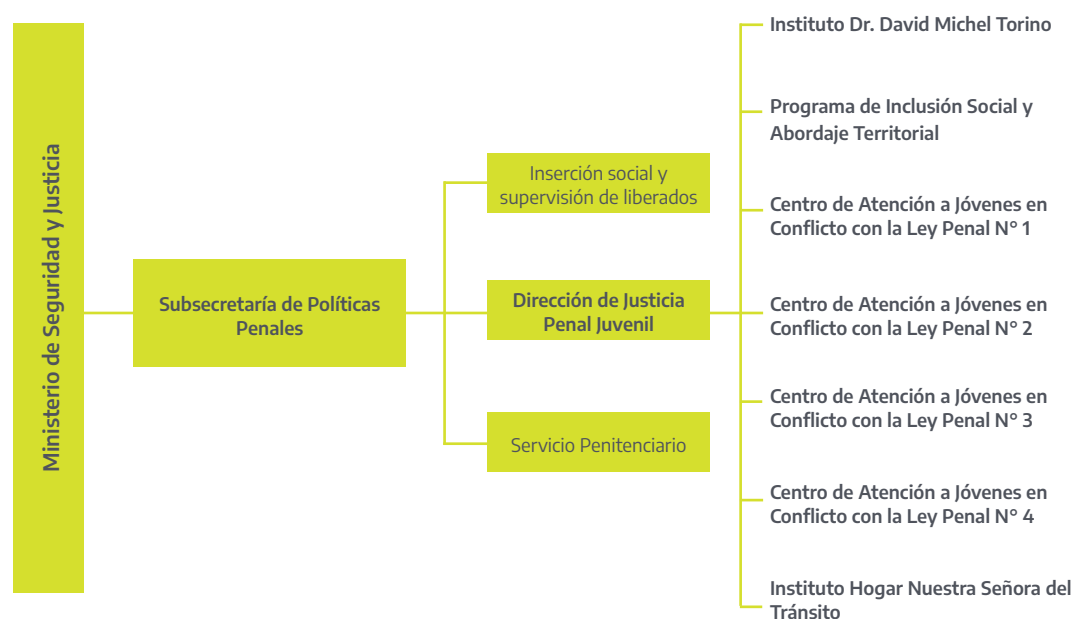 Ministerio de Seguridad y Justicia
Subsecretaría de Políticas
Penales
Inserción social y
supervisión de liberados
Dirección de Justicia
Penal Juvenil
Servicio Penitenciario
Instituto Dr. David Michel Torino
Programa de Inclusión Social y
Abordaje Territorial
Centro de Atención a Jóvenes en
Conflicto con la Ley Penal N° 1
Centro de Atención a Jóvenes en
Conflicto con la Ley Penal N° 2
Centro de Atención a Jóvenes en
Conflicto con la Ley Penal N° 3
Centro de Atención a Jóvenes en
Conflicto con la Ley Penal N° 4
Instituto Hogar Nuestra Señora del
Tránsito